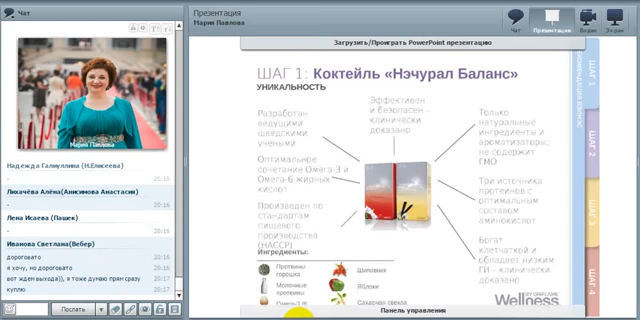 Чат
Мария Павлова
Надежда Галиуллина (Н.Елисеева)
- 20:16
Лихачёва Алёна(Анисимова Анастасия)
- 20:16
Лена Исаева (Пашек)
- 20:16
Иванова Светлана(Вебер)
дороговато 20:16
я хочу, но дороговато 20:16
вот ждем выхода)), я тоже думаю прям сразу 20:17
куплю 20:17
Послать
Презентация
Мария Павлова
Чат
Презентация
Видео
Экран
Загрузить/Проиграть PowerPoint презентацию
ШАГ 1: Коктейль «Нэчурал Баланс»
УНИКАЛЬНОСТЬ
Разработан
ведущими
шведскими
учеными
Оптимальное
сочетание Омега-3 и
Омега-6 жирных
кислот
Произведен по
стандартам
пищевого
производства
(HACCP)
Эффективен
и безопасен –
клинически
доказано
Только
натуральные
ингредиенты и
ароматизаторы;
не содержит
ГМО
Три источника
протеинов с
оптимальным
составом
аминокислот
Богат
клетчаткой и
обладает низким
ГИ – клинически
доказано
Ингредиенты:
Протеины
гороха
Шиповник
Молочные
протеины
Яблоки
Сахарная свекла
ШАГ 1
ШАГ 2
ШАГ 3
ШАГ 4
Wellness
BY ORIFLAME
Панель управления